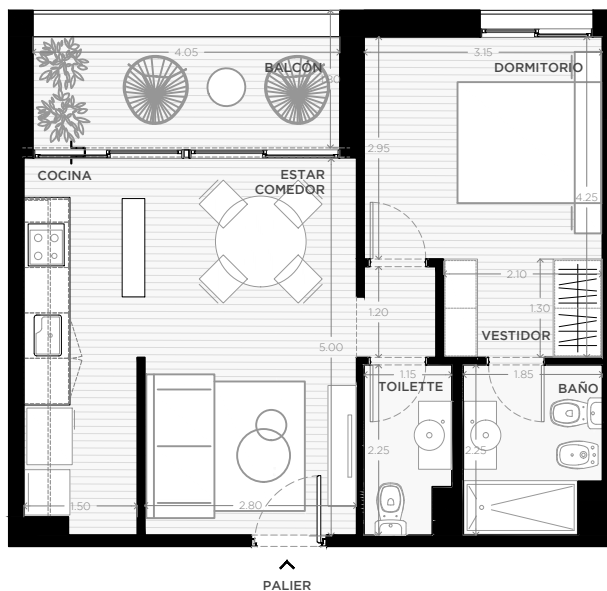 4.05
3.15
BALCÓN
DORMITORIO
2.95
COCINA
ESTAR
COMEDOR
4.25
2.10
1.30
1.20
VESTIDOR
5.00
1.15
1.85
TOILETTE
BAÑO
2.25
2.25
1.50
2.80
PALIER